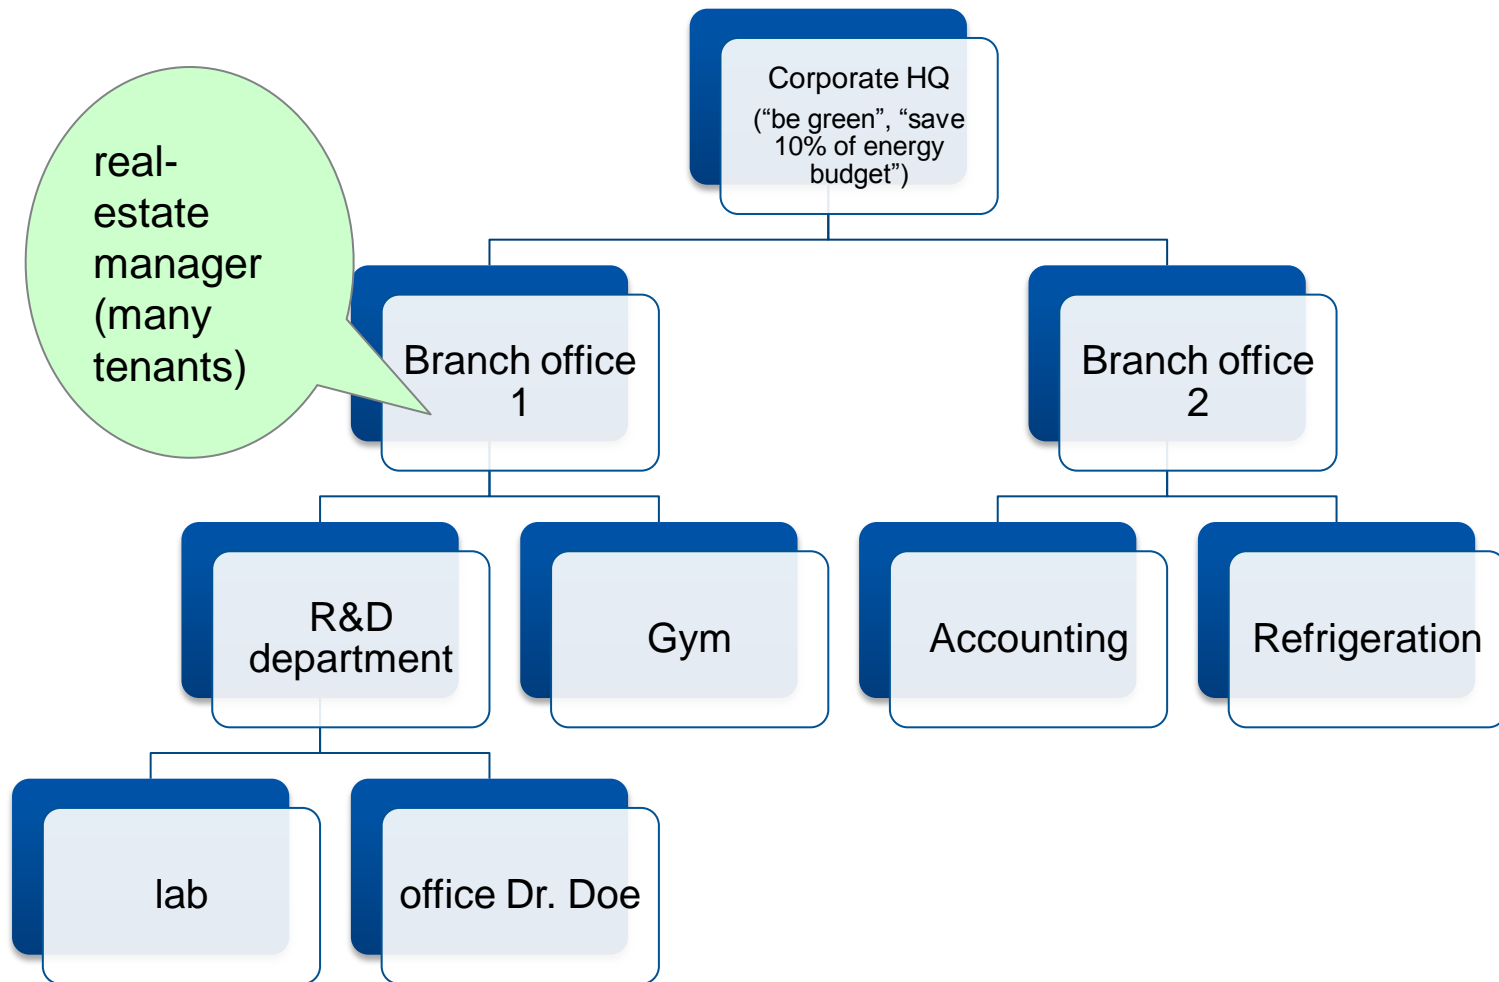 Corporate HQ
(“be green”, “save
10% of energy
budget”)
real-
estate
manager
(many
tenants)
Branch office
1
Branch office
2
R&D
department
Gym
Accounting
Refrigeration
lab
office Dr. Doe